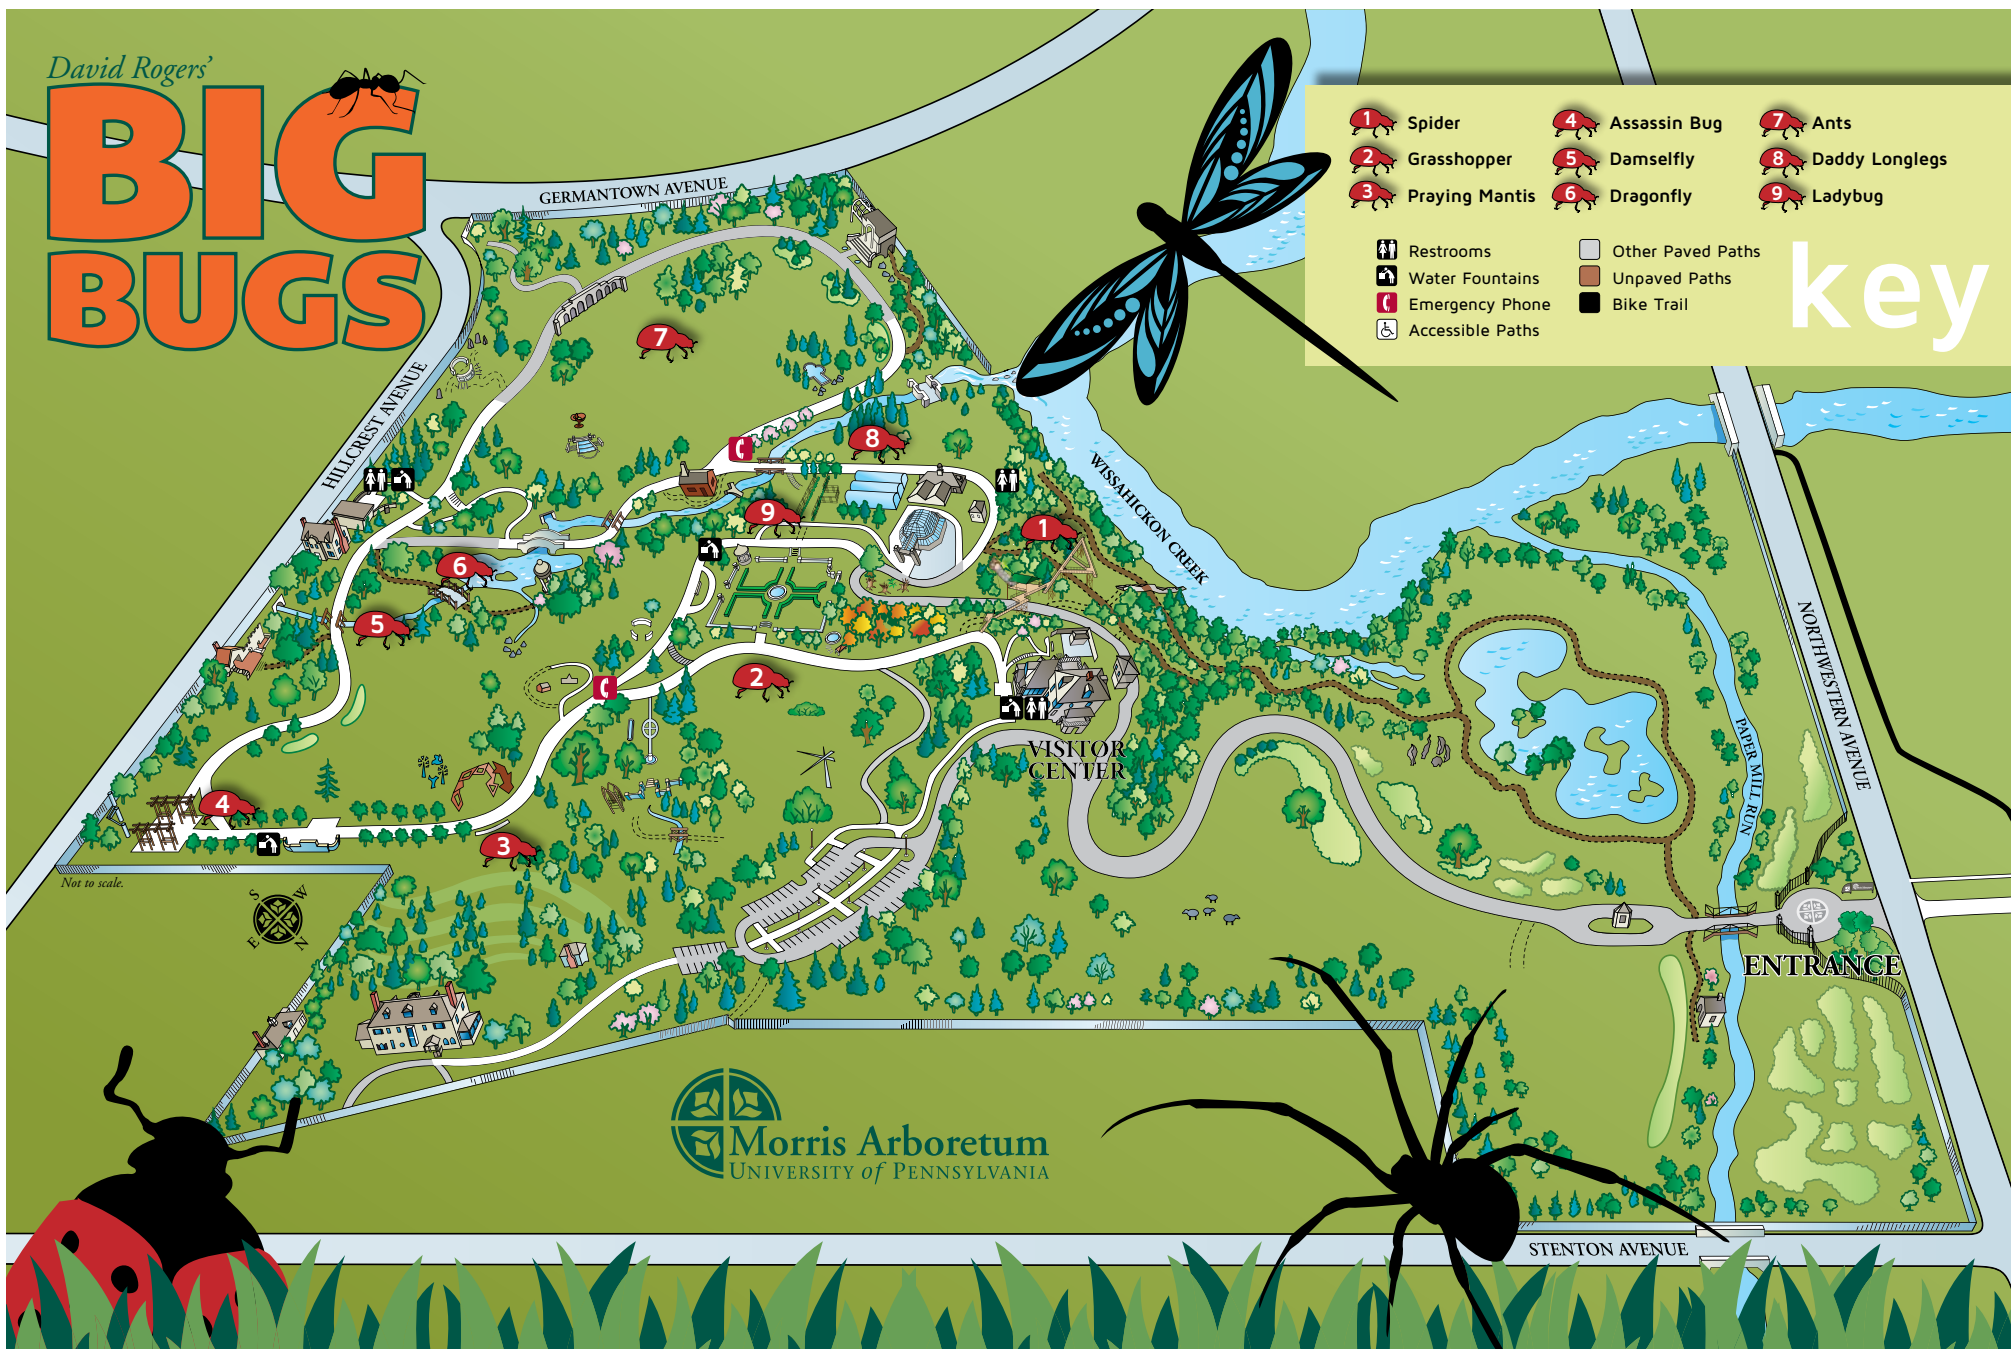 David Rogers'
BIG
BUGS
1 Spider
2 Grasshopper
3 Praying Mantis
4 Assassin Bug
5 Damselfly
6 Dragonfly
7 Ants
8 Daddy Longlegs
9 Ladybug
Restrooms
Water Fountains
Emergency Phone
Accessible Paths
Other Paved Paths
Unpaved Paths
Bike Trail
key
GERMANTOWN AVENUE
HILLCREST AVENUE
WISSAHICKON CREEK
NORTHWESTERN AVENUE
PAPER MILL RUN
7
8
9
1
6
5
2
4
3
VISITOR
CENTER
ENTRANCE
Not to scale.
S
W
E
N
Morris Arboretum
UNIVERSITY of PENNSYLVANIA
STENTON AVENUE